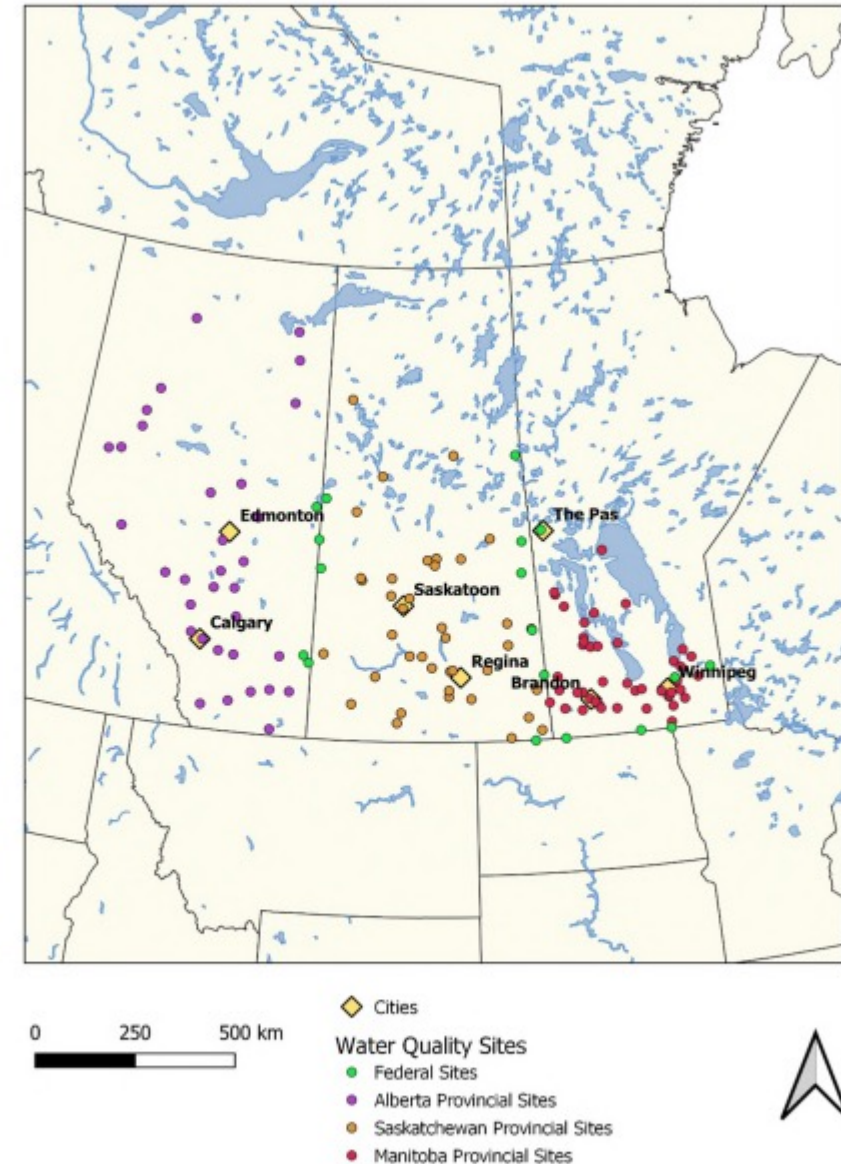 Edmonton
The Pas
Saskatoon
Calgary
Regina
Brandon
Winnipeg
0 250 500 km
Cities
Water Quality Sites
Federal Sites
Alberta Provincial Sites
Saskatchewan Provincial Sites
Manitoba Provincial Sites